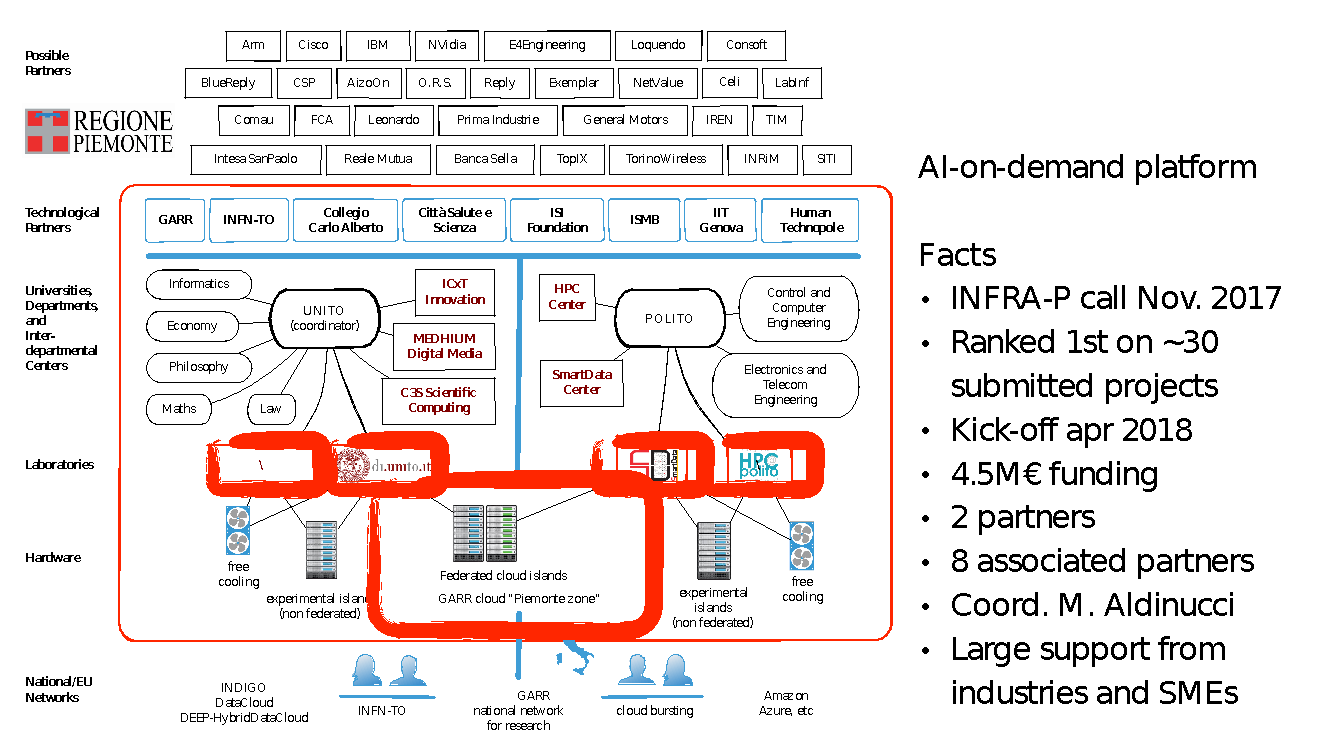 Possible
Partners
Arm
Cisco
IBM
NVidia
E4Engineering
Loquendo
Consoft
BlueReply
CSP
AizoOn
O.R.S.
Reply
Exemplar
NetValue
Celi
LabInf
REGIONE
PIEMONTE
Comau
FCA
Leonardo
Prima Industrie
General Motors
IREN
TIM
Intesa SanPaolo
Reale Mutua
Banca Sella
TopIX
TorinoWireless
INRiM
SiTI
Technological
Partners
GARR
INFN-TO
Collegio
Carlo Alberto
Città Salute e
Scienza
ISI
Foundation
ISMB
IIT
Genova
Human
Technopole
Universities,
Departments,
and
Inter-
departmental
Centers
Informatics
Economy
Philosophy
Maths
Law
UNITO
(coordinator)
ICxT
Innovation
MEDHIUM
Digital Media
C3S Scientific
Computing
HPC
Center
SmartData
Center
POLITO
Control and
Computer
Engineering
Electronics and
Telecom
Engineering
Laboratories
di.unito.it
SmartData
HPC
polito
Hardware
free
cooling
experimental islan
(non federated)
Federated cloud islands
GARR cloud "Piemonte zone"
experimental
islands
(non federated)
free
cooling
National/EU
Networks
INDIGO
DataCloud
DEEP-HybridDataCloud
INFN-TO
GARR
national network
for research
cloud bursting
Amazon
Azure, etc
AI-on-demand platform
Facts
• INFRA-P call Nov. 2017
• Ranked 1st on ~30
submitted projects
• Kick-off apr 2018
• 4.5M€ funding
• 2 partners
• 8 associated partners
• Coord. M. Aldinucci
• Large support from
industries and SMEs